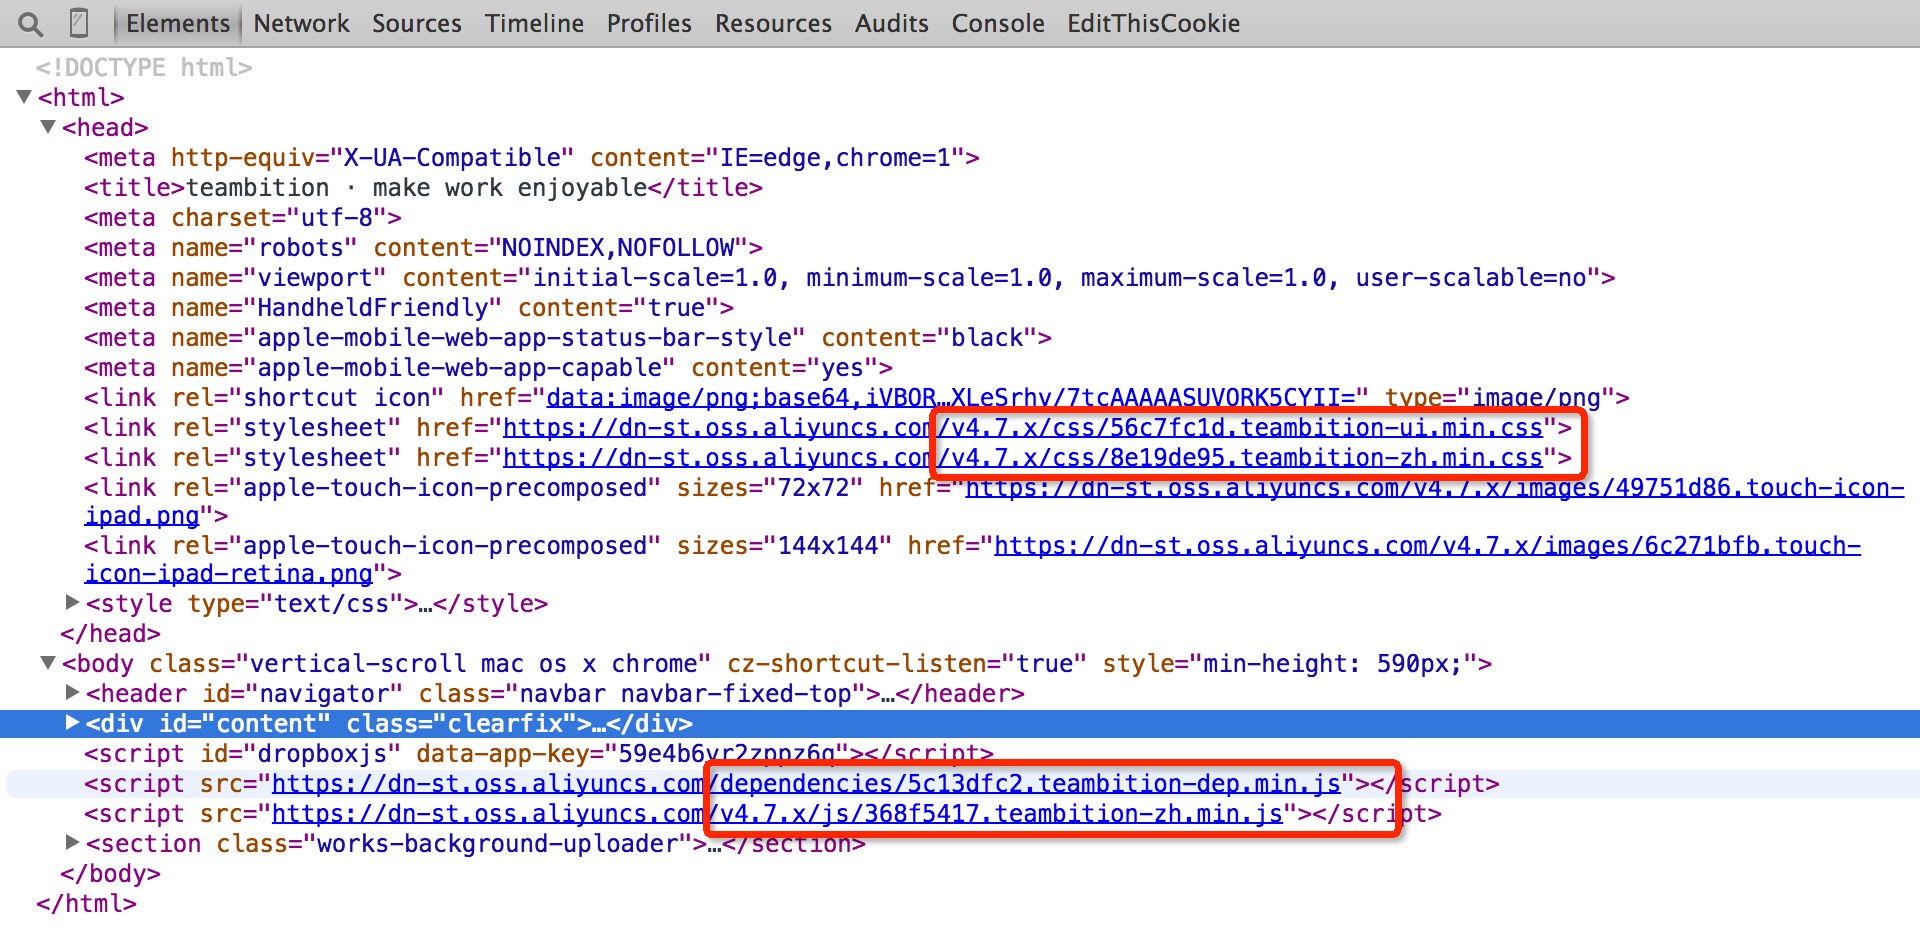 Elements Network Sources Timeline Profiles Resources Audits Console EditThisCookie
<!DOCTYPE html>
<html>
<head>
<meta http-equiv="X-UA-Compatible" content="IE=edge,chrome=1">
<title>teambition · make work enjoyable</title>
<meta charset="utf-8">
<meta name="robots" content="NOINDEX,NOFOLLOW">
<meta name="viewport" content="initial-scale=1.0, minimum-scale=1.0, maximum-scale=1.0, user-scalable=no">
<meta name="HandheldFriendly" content="true">
<meta name="apple-mobile-web-app-status-bar-style" content="black">
<meta name="apple-mobile-web-app-capable" content="yes">
<link rel="shortcut icon" href="data:image/png;base64,iVBOR…XLeSrhv/7tcAAAAASUVORK5CYII=" type="image/png">
<link rel="stylesheet" href="https://dn-st.oss.aliyuncs.com/v4.7.x/css/56c7fc1d.teambition-ui.min.css">
<link rel="stylesheet" href="https://dn-st.oss.aliyuncs.com/v4.7.x/css/8e19de95.teambition-zh.min.css">
<link rel="apple-touch-icon-precomposed" sizes="72x72" href="https://dn-st.oss.aliyuncs.com/v4.7.x/images/49751d86.touch-icon-
ipad.png">
<link rel="apple-touch-icon-precomposed" sizes="144x144" href="https://dn-st.oss.aliyuncs.com/v4.7.x/images/6c271bfb.touch-
icon-ipad-retina.png">
<style type="text/css">…</style>
</head>
<body class="vertical-scroll mac os x chrome" cz-shortcut-listen="true" style="min-height: 590px;">
<header id="navigator" class="navbar navbar-fixed-top">…</header>
<div id="content" class="clearfix">…</div>
<script id="dropboxjs" data-app-key="59e4b6yr2zppz6q"></script>
<script src="https://dn-st.oss.aliyuncs.com/dependencies/5c13dfc2.teambition-dep.min.js"></script>
<script src="https://dn-st.oss.aliyuncs.com/v4.7.x/js/368f5417.teambition-zh.min.js"></script>
<section class="works-background-uploader">…</section>
</body>
</html>